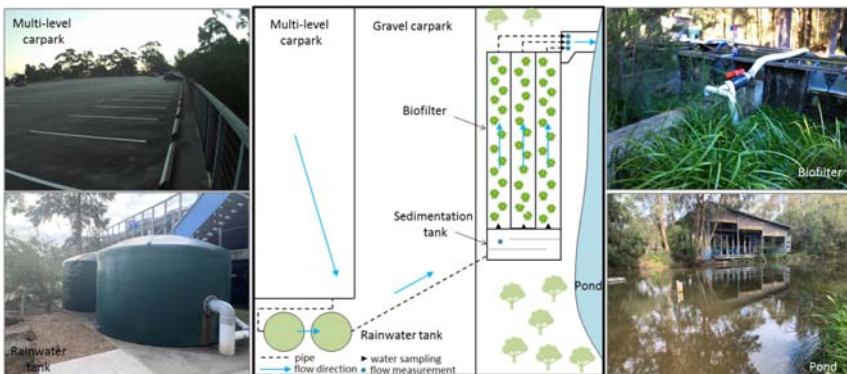 Multi-level
carpark
Rainwater
tank
Multi-level
carpark
Gravel carpark
Biofilter
Sedimentation
tank
Pond
Rainwater tank
pipe
water sampling
flow direction
flow measurement
Biofilter
Pond